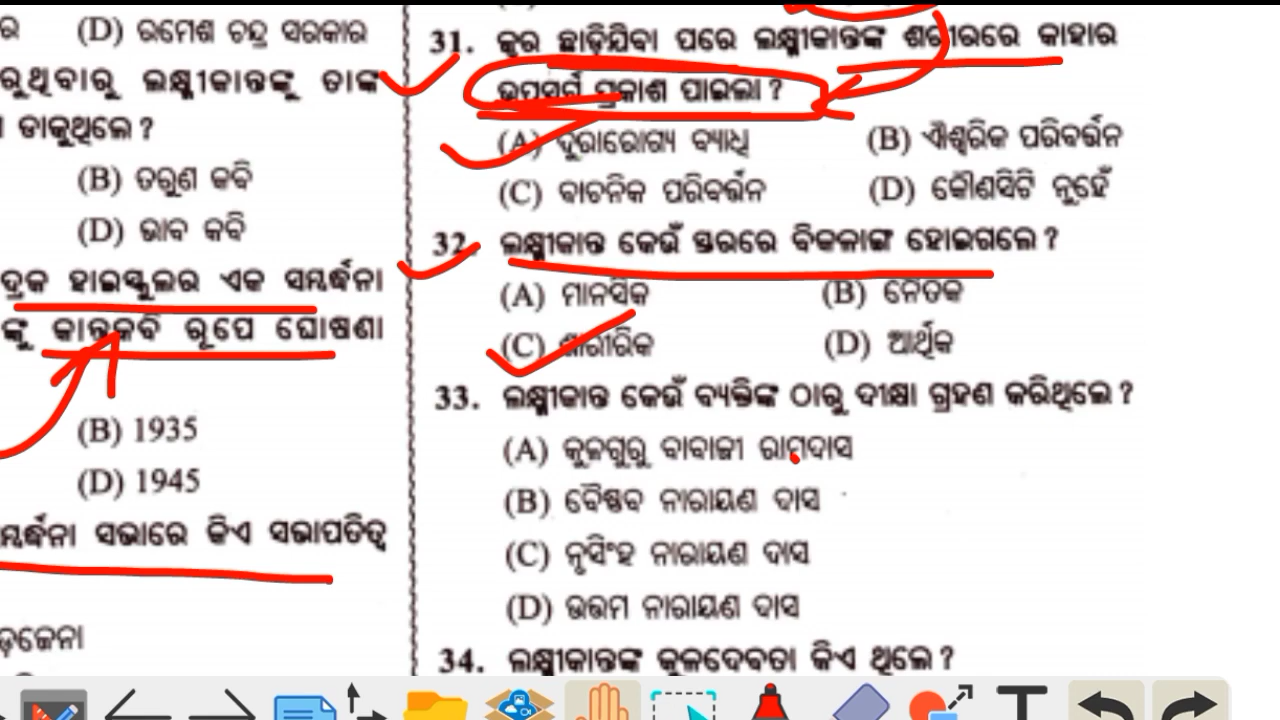 ର (D) ରମେଶ ଚନ୍ଦ୍ର ସରକାର
ରୁଥିବାରୁ ଲକ୍ଷ୍ମୀକାନ୍ତଙ୍କୁ ତାଙ୍କ
ଡାକୁଥିଲେ ?
(B) ତରୁଣ କବି
(D) ଭାବ କବି
ଦ୍ରକ ହାଇସ୍କୁଲର ଏକ ସମ୍ବର୍ଦ୍ଧନା
ଙ୍କୁ କାନ୍ତକବି ରୂପେ ଘୋଷଣା
(B) 1935
(D) 1945
ମ୍ବର୍ଦ୍ଧନା ସଭାରେ କିଏ ସଭାପତିତ୍ୱ
ଡ଼ଜେନା
31. ଜ୍ୱର ଛାଡ଼ିଯିବା ପରେ ଲକ୍ଷ୍ମୀକାନ୍ତଙ୍କ ଶରୀରରେ କାହାର
ଉପସର୍ଗ ପ୍ରକାଶ ପାଇଲା ?
(A) ଦୁରାରୋଗ୍ୟ ବ୍ୟାଧି (B) ଐଶ୍ୱରିକ ପରିବର୍ତ୍ତନ
(C) ବାଚନିକ ପରିବର୍ତ୍ତନ (D) କୌଣସିଟି ନୁହେଁ
32. ଲକ୍ଷ୍ମୀକାନ୍ତ କେଉଁ ସ୍ତରରେ ବିକଳାଙ୍ଗ ହୋଇଗଲେ ?
(A) ମାନସିକ (B) ନୈତିକ
(C) ଶାରୀରିକ (D) ଆର୍ଥିକ
33. ଲକ୍ଷ୍ମୀକାନ୍ତ କେଉଁ ବ୍ୟକ୍ତିଙ୍କ ଠାରୁ ଦୀକ୍ଷା ଗ୍ରହଣ କରିଥିଲେ ?
(A) କୁଳଗୁରୁ ବାବାଜୀ ରାମଦାସ
(B) ବୈଷ୍ଣବ ନାରାୟଣ ଦାସ
(C) ନୃସିଂହ ନାରାୟଣ ଦାସ
(D) ଉତ୍ତମ ନାରାୟଣ ଦାସ
34. ଲକ୍ଷ୍ମୀକାନ୍ତଙ୍କ କୂଳଦେବତା କିଏ ଥିଲେ ?